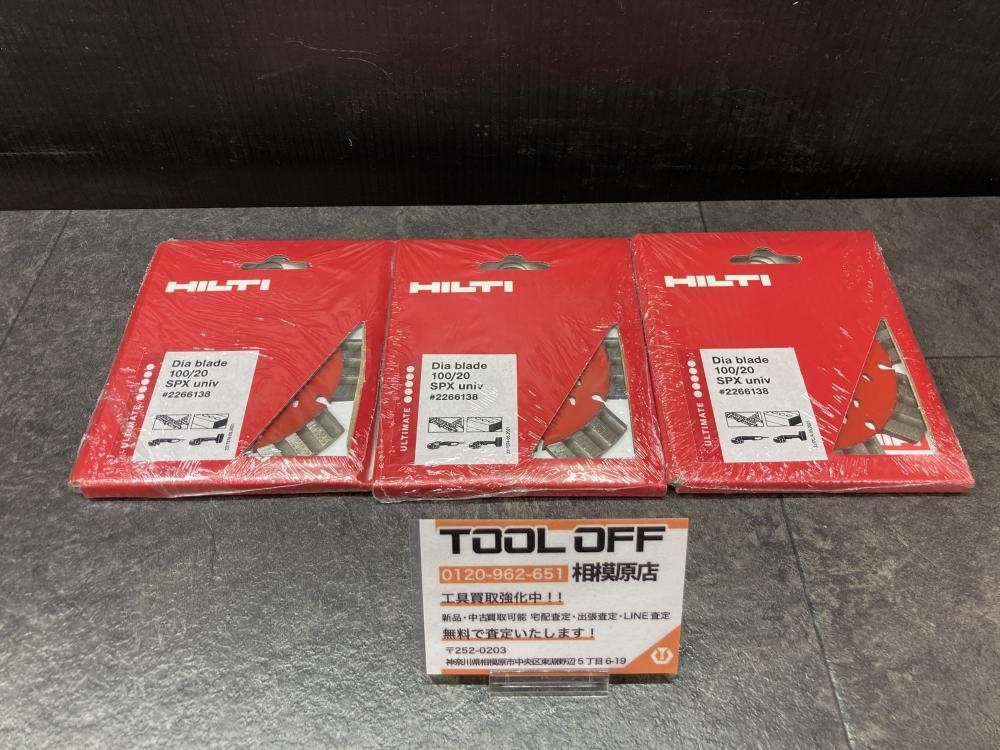 HILTI
Dia blade
100/20
SPX univ
#2266138
ULTIMATE
HILTI
Dia blade
100/20
SPX univ
#2266138
ULTIMATE
HILTI
Dia blade
100/20
SPX univ
#2266138
ULTIMATE
TOOL OFF
0120-962-651 相模原店
工具買取強化中!!
新品・中古買取可能 宅配査定・出張査定・LINE査定
無料で査定いたします!
〒252-0203
神奈川県相模原市中央区東淵野辺5丁目6-19